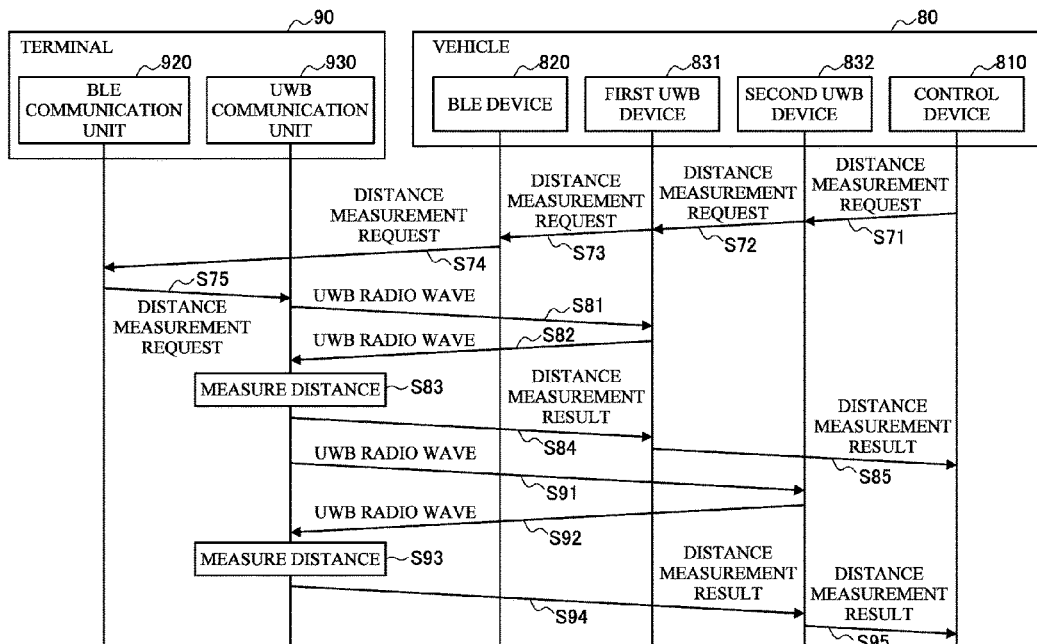 90
80
TERMINAL
VEHICLE
920
930
820
831
832
810
BLE
COMMUNICATION
UNIT
UWB
COMMUNICATION
UNIT
BLE DEVICE
FIRST UWB
DEVICE
SECOND UWB
DEVICE
CONTROL
DEVICE
DISTANCE
MEASUREMENT
REQUEST
S71
DISTANCE
MEASUREMENT
REQUEST
S72
DISTANCE
MEASUREMENT
REQUEST
S73
DISTANCE
MEASUREMENT
REQUEST
S74
S75
DISTANCE
MEASUREMENT
REQUEST
UWB RADIO WAVE
S81
UWB RADIO WAVE
S82
MEASURE DISTANCE
S83
DISTANCE
MEASUREMENT
RESULT
S84
DISTANCE
MEASUREMENT
RESULT
S85
UWB RADIO WAVE
S91
UWB RADIO WAVE
S92
MEASURE DISTANCE
S93
DISTANCE
MEASUREMENT
RESULT
S94
DISTANCE
MEASUREMENT
RESULT
S95